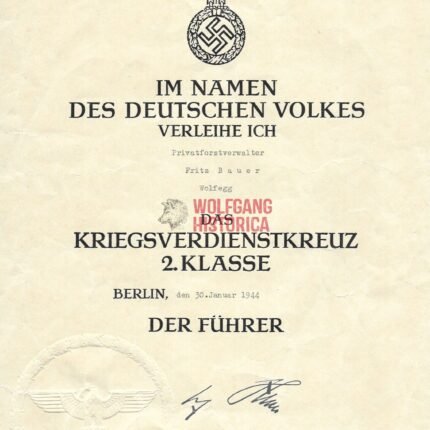 IM NAMEN
DES DEUTSCHEN VOLKES
VERLEIHE ICH
Privatforstverwalter
Fritz Bauer
Wolfegg
WOLFGANG
HISTORICA
DAS
KRIEGSVERDIENSTKREUZ
2.KLASSE
BERLIN, den 30.Januar 1944
DER FÜHRER